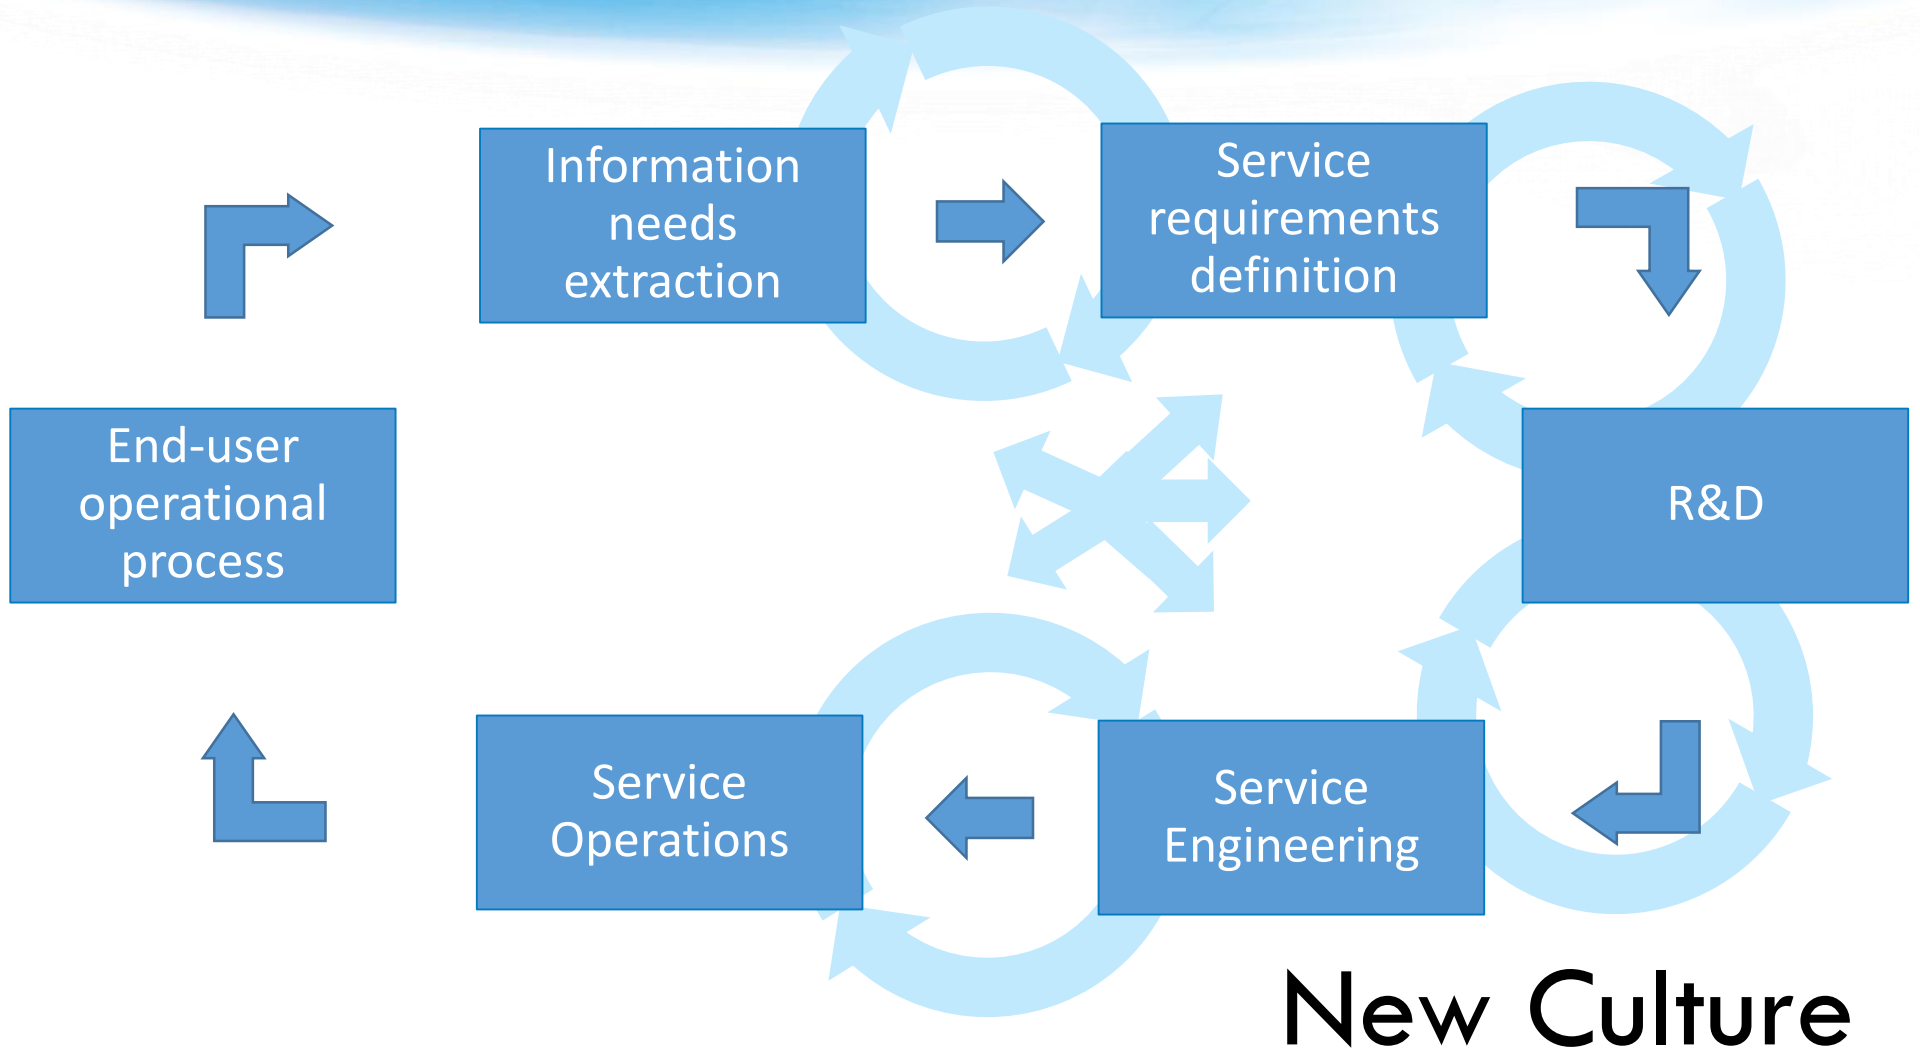 Information
needs
extraction
Service
requirements
definition
End-user
operational
process
R&D
Service
Operations
Service
Engineering
New Culture